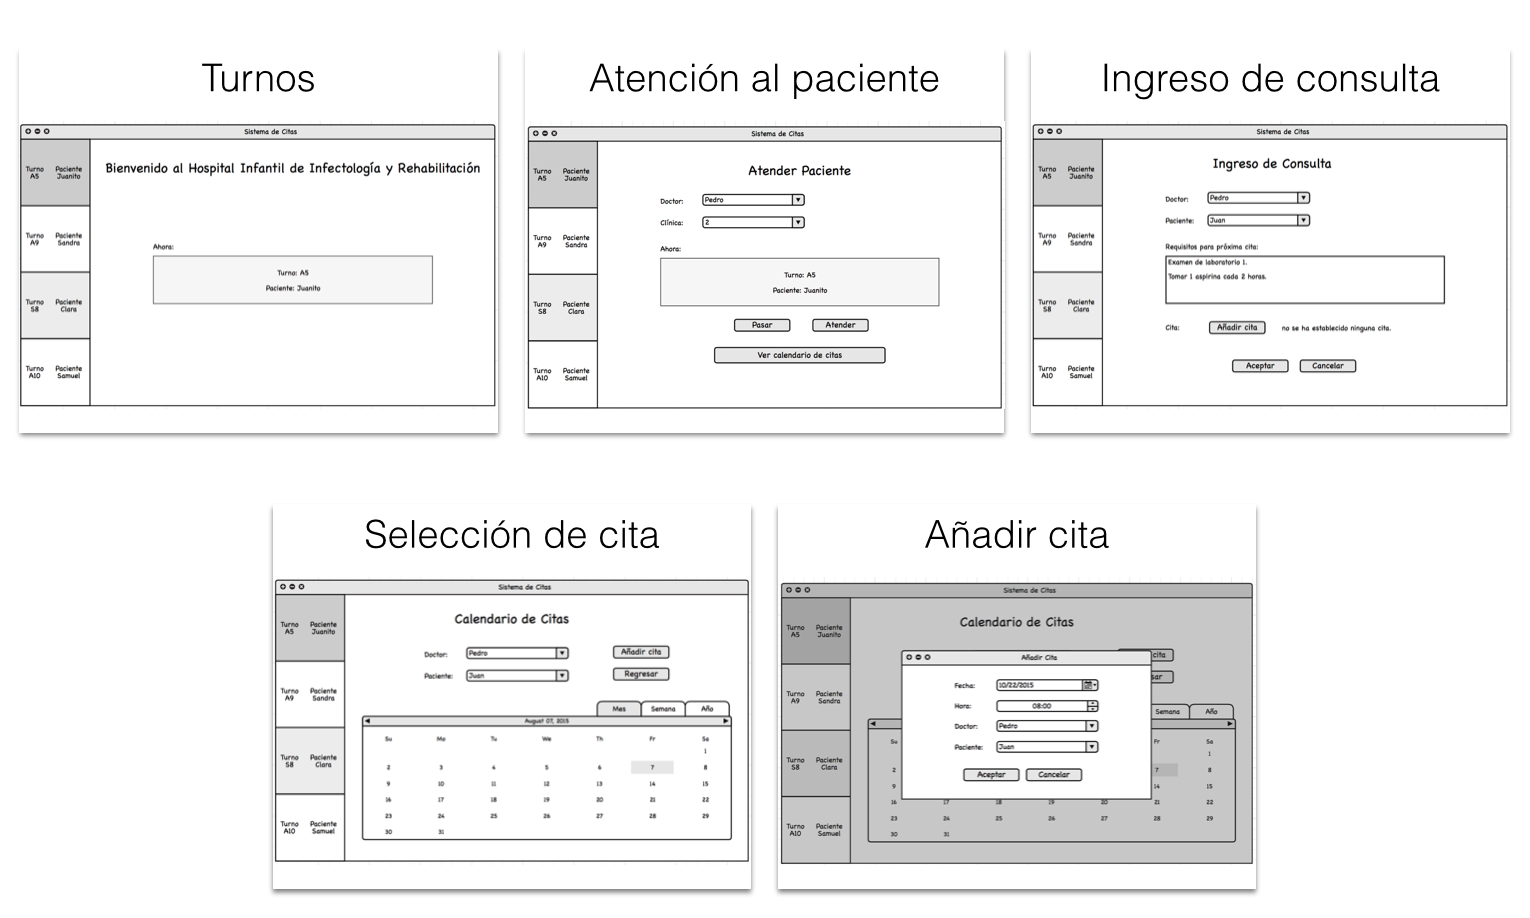 Turnos
Sistema de Citas
Turno Paciente
A5 Juanito
Turno Paciente
A9 Sandra
Turno Paciente
S8 Clara
Turno Paciente
A10 Samuel
Bienvenido al Hospital Infantil de Infectología y Rehabilitación
Ahora:
Turno: A5
Paciente: Juanito
Atención al paciente
Sistema de Citas
Turno Paciente
A5 Juanito
Turno Paciente
A9 Sandra
Turno Paciente
S8 Clara
Turno Paciente
A10 Samuel
Atender Paciente
Doctor: Pedro
Clínica: 2
Ahora:
Turno: A5
Paciente: Juanito
Pasar Atender
Ver calendario de citas
Ingreso de consulta
Sistema de Citas
Turno Paciente
A5 Juanito
Turno Paciente
A9 Sandra
Turno Paciente
S8 Clara
Turno Paciente
A10 Samuel
Ingreso de Consulta
Doctor: Pedro
Paciente: Juan
Requisitos para próxima cita:
Examen de laboratorio 1.
Tomar 1 aspirina cada 2 horas.
Cita: Añadir cita no se ha establecido ninguna cita.
Aceptar Cancelar
Selección de cita
Sistema de Citas
Turno Paciente
A5 Juanito
Turno Paciente
A9 Sandra
Turno Paciente
S8 Clara
Turno Paciente
A10 Samuel
Calendario de Citas
Doctor: Pedro Añadir cita
Paciente: Juan Regresar
Mes Semana Año
August 07, 2015
Su Mo Tu We Th Fr Sa
1
2 3 4 5 6 7 8
9 10 11 12 13 14 15
16 17 18 19 20 21 22
23 24 25 26 27 28 29
30 31
Añadir cita
Sistema de Citas
Turno Paciente
A5 Juanito
Turno Paciente
A9 Sandra
Turno Paciente
S8 Clara
Turno Paciente
A10 Samuel
Calendario de Citas
cita
sar
Semana Año
Su Fr Sa
1
2 7 8
9 14 15
16 17 18 19 20 21 22
23 24 25 26 27 28 29
30 31
Añadir Cita
Fecha: 10/22/2015
Hora: 08:00
Doctor: Pedro
Paciente: Juan
Aceptar Cancelar